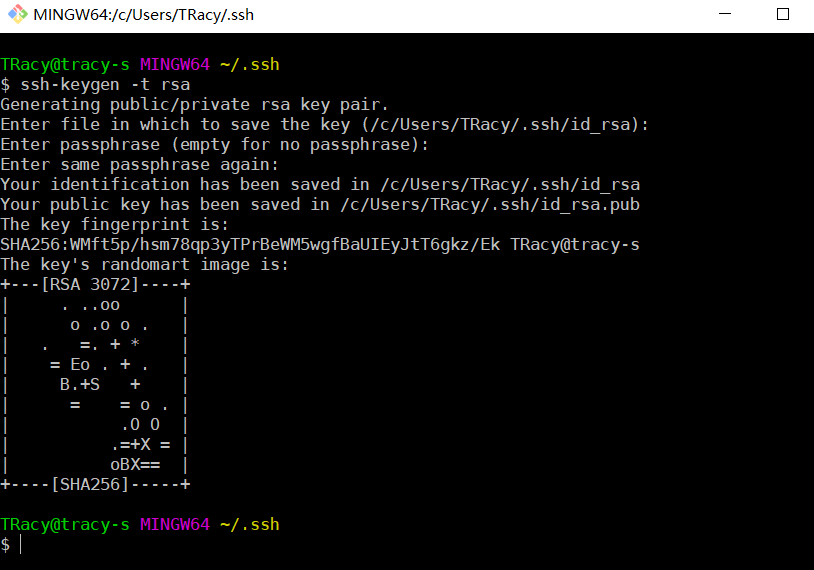 MINGW64:/c/Users/TRacy/.ssh
TRacy@tracy-s MINGW64 ~/.ssh
$ ssh-keygen -t rsa
Generating public/private rsa key pair.
Enter file in which to save the key (/c/Users/TRacy/.ssh/id_rsa):
Enter passphrase (empty for no passphrase):
Enter same passphrase again:
Your identification has been saved in /c/Users/TRacy/.ssh/id_rsa
Your public key has been saved in /c/Users/TRacy/.ssh/id_rsa.pub
The key fingerprint is:
SHA256:WMft5p/hsm78qp3yTPrBeWM5wgfBaUIEyJtT6gkz/Ek TRacy@tracy-s
The key's randomart image is:
+---[RSA 3072]----+
|     . ..oo      |
|      o .o o .   |
|   .   =. + *    |
|    = Eo . + .   |
|     B.+S   +    |
|      =    = o . |
|           .O O  |
|          .=+X = |
|          oBX==  |
+----[SHA256]-----+
TRacy@tracy-s MINGW64 ~/.ssh
$